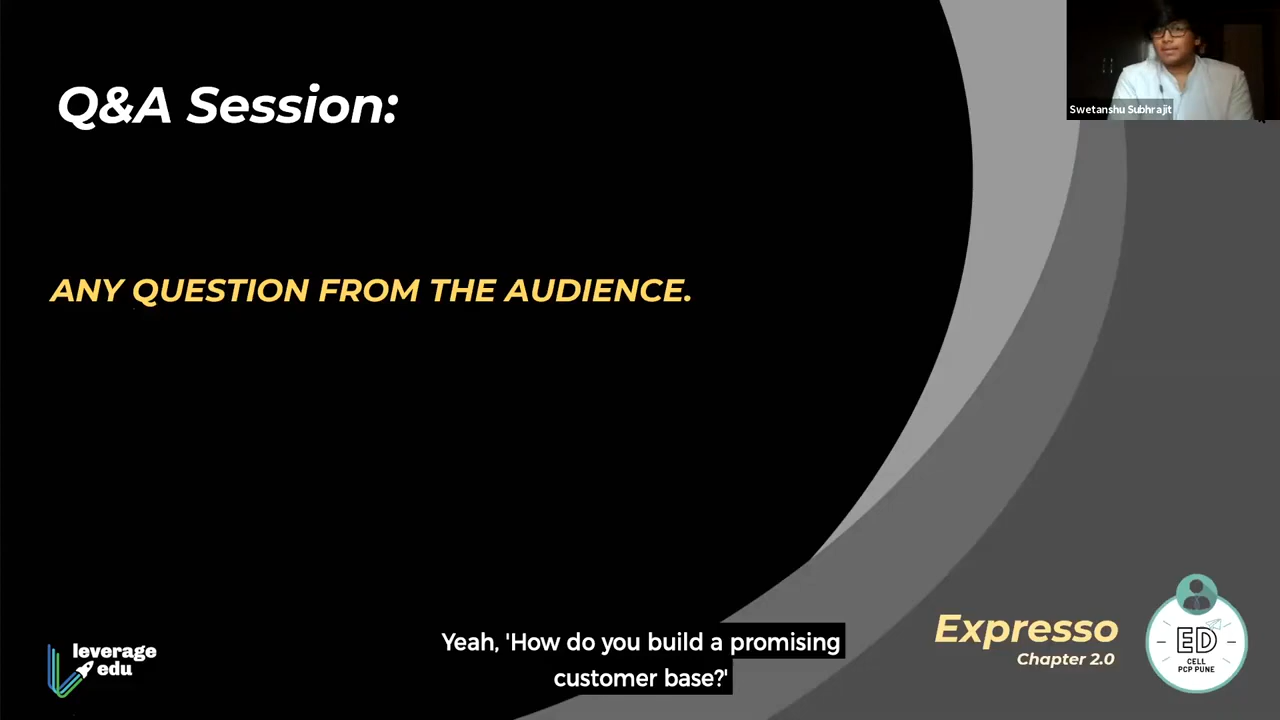 Q&A Session:
Swetanshu Subhrajit
ANY QUESTION FROM THE AUDIENCE.
Yeah, 'How do you build a promising
customer base?'
leverage
edu
Expresso
Chapter 2.0
ED
CELL
PCP PUNE